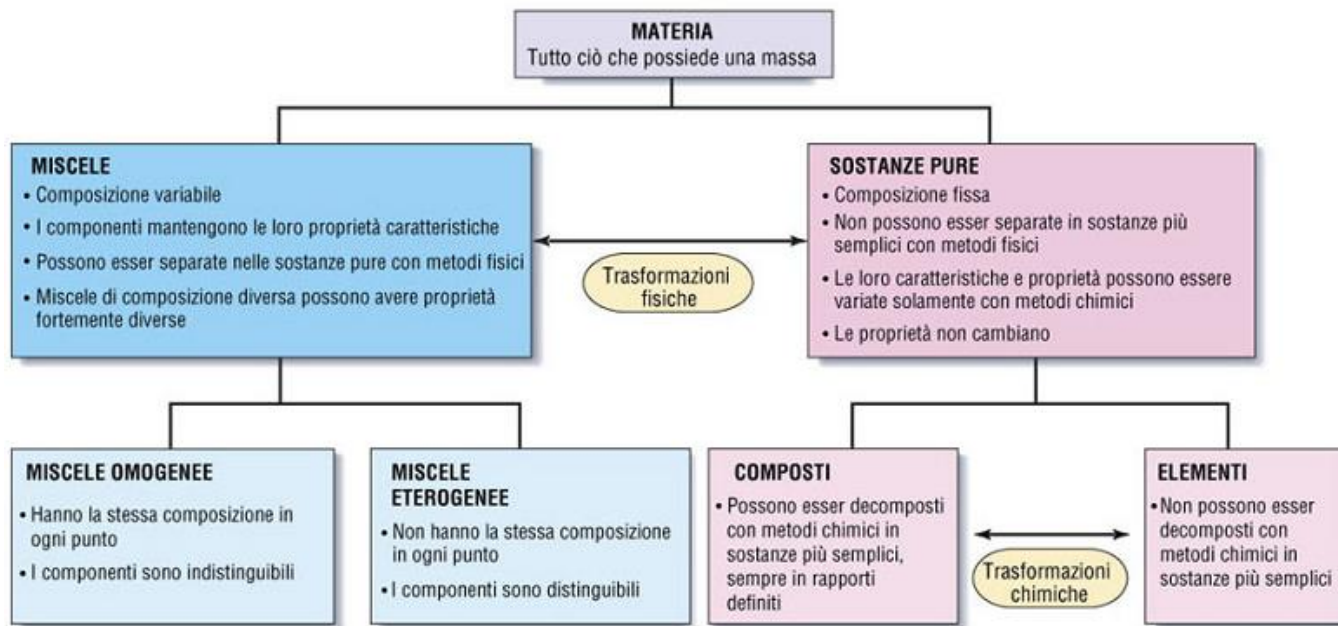 MATERIA
Tutto ciò che possiede una massa
MISCELE
• Composizione variabile
• I componenti mantengono le loro proprietà caratteristiche
• Possono esser separate nelle sostanze pure con metodi fisici
• Miscele di composizione diversa possono avere proprietà
fortemente diverse
Trasformazioni
fisiche
SOSTANZE PURE
• Composizione fissa
• Non possono esser separate in sostanze più
semplici con metodi fisici
• Le loro caratteristiche e proprietà possono essere
variate solamente con metodi chimici
• Le proprietà non cambiano
MISCELE OMOGENEE
• Hanno la stessa composizione in
ogni punto
• I componenti sono indistinguibili
MISCELE
ETEROGENEE
• Non hanno la stessa composizione
in ogni punto
• I componenti sono distinguibili
COMPOSTI
• Possono esser decomposti
con metodi chimici in
sostanze più semplici,
sempre in rapporti
definiti
Trasformazioni
chimiche
ELEMENTI
• Non possono esser
decomposti con
metodi chimici in
sostanze più semplici